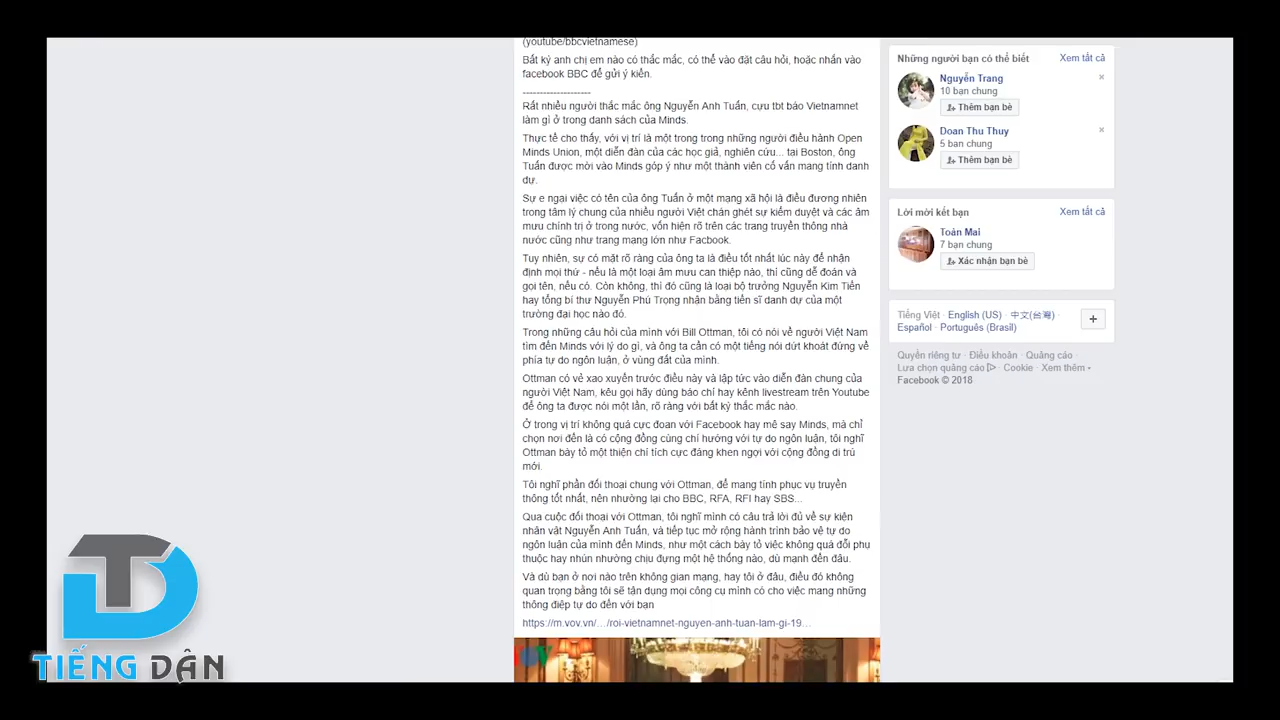 (youtube/bbcvietnamese)
Bất kỳ anh chị em nào có thắc mắc, có thể vào đặt câu hỏi, hoặc nhắn vào
facebook BBC để gửi ý kiến.
--------------------
Rất nhiều người thắc mắc ông Nguyễn Anh Tuấn, cựu tbt báo Vietnamnet
làm gì ở trong danh sách của Minds.
Thực tế cho thấy, với vị trí là một trong trong những người điều hành Open
Minds Union, một diễn đàn của các học giả, nghiên cứu... tại Boston, ông
Tuấn được mời vào Minds góp ý như một thành viên cố vấn mang tính danh
dự.
Sự e ngại việc có tên của ông Tuấn ở một mạng xã hội là điều đương nhiên
trong tâm lý chung của nhiều người Việt chán ghét sự kiểm duyệt và các âm
mưu chính trị ở trong nước, vốn hiện rõ trên các trang truyền thông nhà
nước cũng như trang mạng lớn như Facbook.
Tuy nhiên, sự có mặt rõ ràng của ông ta là điều tốt nhất lúc này để nhận
định mọi thứ - nếu là một loại âm mưu can thiệp nào, thì cũng dễ đoán và
gọi tên, nếu có. Còn không, thì đó cũng là loại bộ trưởng Nguyễn Kim Tiến
hay tổng bí thư Nguyễn Phú Trọng nhận bằng tiến sĩ danh dự của một
trường đại học nào đó.
Trong những câu hỏi của mình với Bill Ottman, tôi có nói về người Việt Nam
tìm đến Minds với lý do gì, và ông ta cần có một tiếng nói dứt khoát đứng về
phía tự do ngôn luận, ở vùng đất của mình.
Ottman có vẻ xao xuyến trước điều này và lập tức vào diễn đàn chung của
người Việt Nam, kêu gọi hãy dùng báo chí hay kênh livestream trên Youtube
để ông ta được nói một lần, rõ ràng với bất kỳ thắc mắc nào.
Ở trong vị trí không quá cực đoan với Facebook hay mê say Minds, mà chỉ
chọn nơi đến là có cộng đồng cùng chí hướng với tự do ngôn luận, tôi nghĩ
Ottman bày tỏ một thiện chí tích cực đáng khen ngợi với cộng đồng di trú
mới.
Tôi nghĩ phần đối thoại chung với Ottman, để mang tính phục vụ truyền
thông tốt nhất, nên nhường lại cho BBC, RFA, RFI hay SBS...
Qua cuộc đối thoại với Ottman, tôi nghĩ mình có câu trả lời đủ về sự kiện
nhân vật Nguyễn Anh Tuấn, và tiếp tục mở rộng hành trình bảo vệ tự do
ngôn luận của mình đến Minds, như một cách bày tỏ việc không quá đỗi phụ
thuộc hay nhún nhường chịu đựng một hệ thống nào, dù mạnh đến đâu.
Và dù bạn ở nơi nào trên không gian mạng, hay tôi ở đâu, điều đó không
quan trọng bằng tôi sẽ tận dụng mọi công cụ mình có cho việc mang những
thông điệp tự do đến với bạn
https://m.vov.vn/…/roi-vietnamnet-nguyen-anh-tuan-lam-gi-19…
Những người bạn có thể biết
Xem tất cả
Nguyễn Trang
10 bạn chung
Thêm bạn bè
Doan Thu Thuy
5 bạn chung
Thêm bạn bè
Lời mời kết bạn
Xem tất cả
Toán Mai
7 bạn chung
Xác nhận bạn bè
Tiếng Việt · English (US) · 中文(台灣) ·
Español · Português (Brasil)
Quyền riêng tư · Điều khoản · Quảng cáo ·
Lựa chọn quảng cáo · Cookie · Xem thêm
Facebook © 2018
TD
TIẾNG DÂN